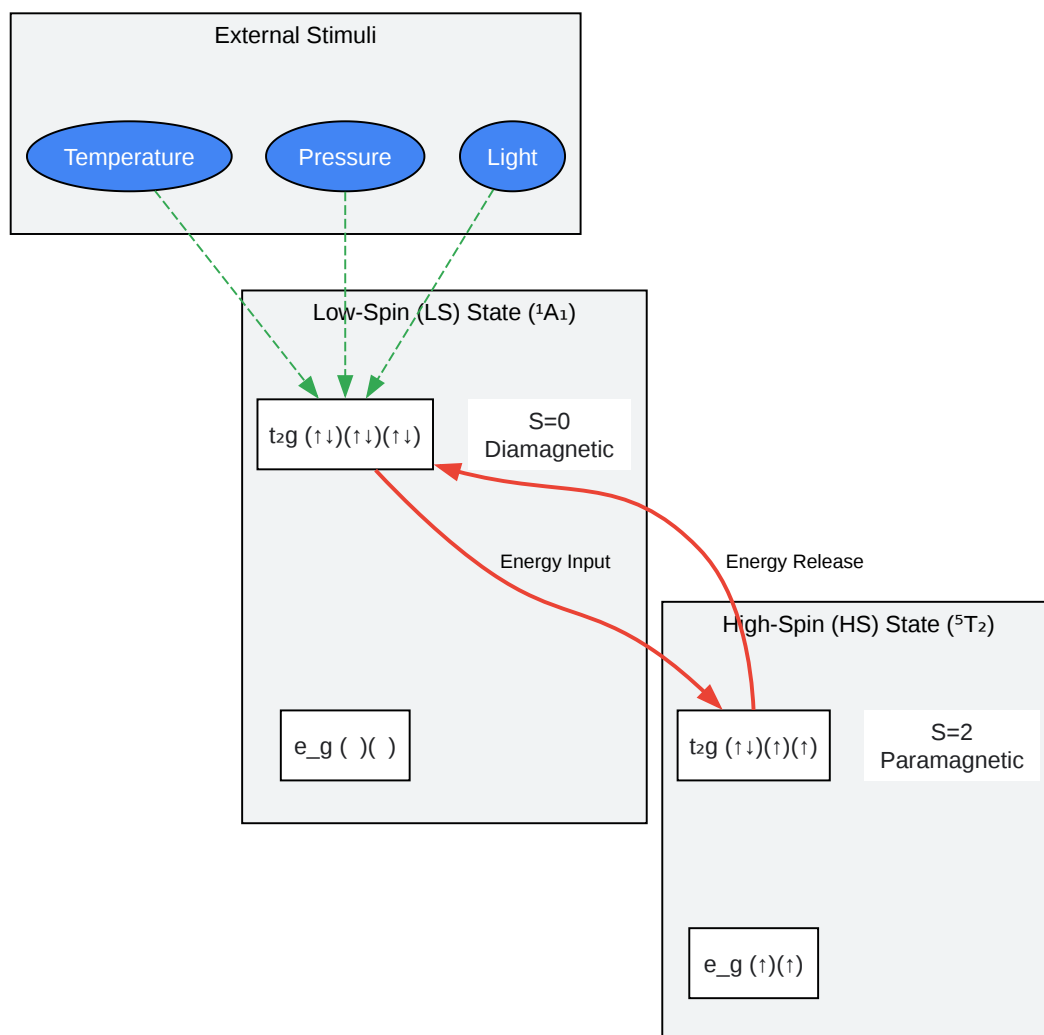 External Stimuli
Temperature
Pressure
Light
Low-Spin (LS) State (¹A₁)
t₂g (↑↓)(↑↓)(↑↓)
S=0
Diamagnetic
Energy Input
Energy Release
High-Spin (HS) State (⁵T₂)
e_g (  )(  )
t₂g (↑↓)(↑)(↑)
S=2
Paramagnetic
e_g (↑)(↑)